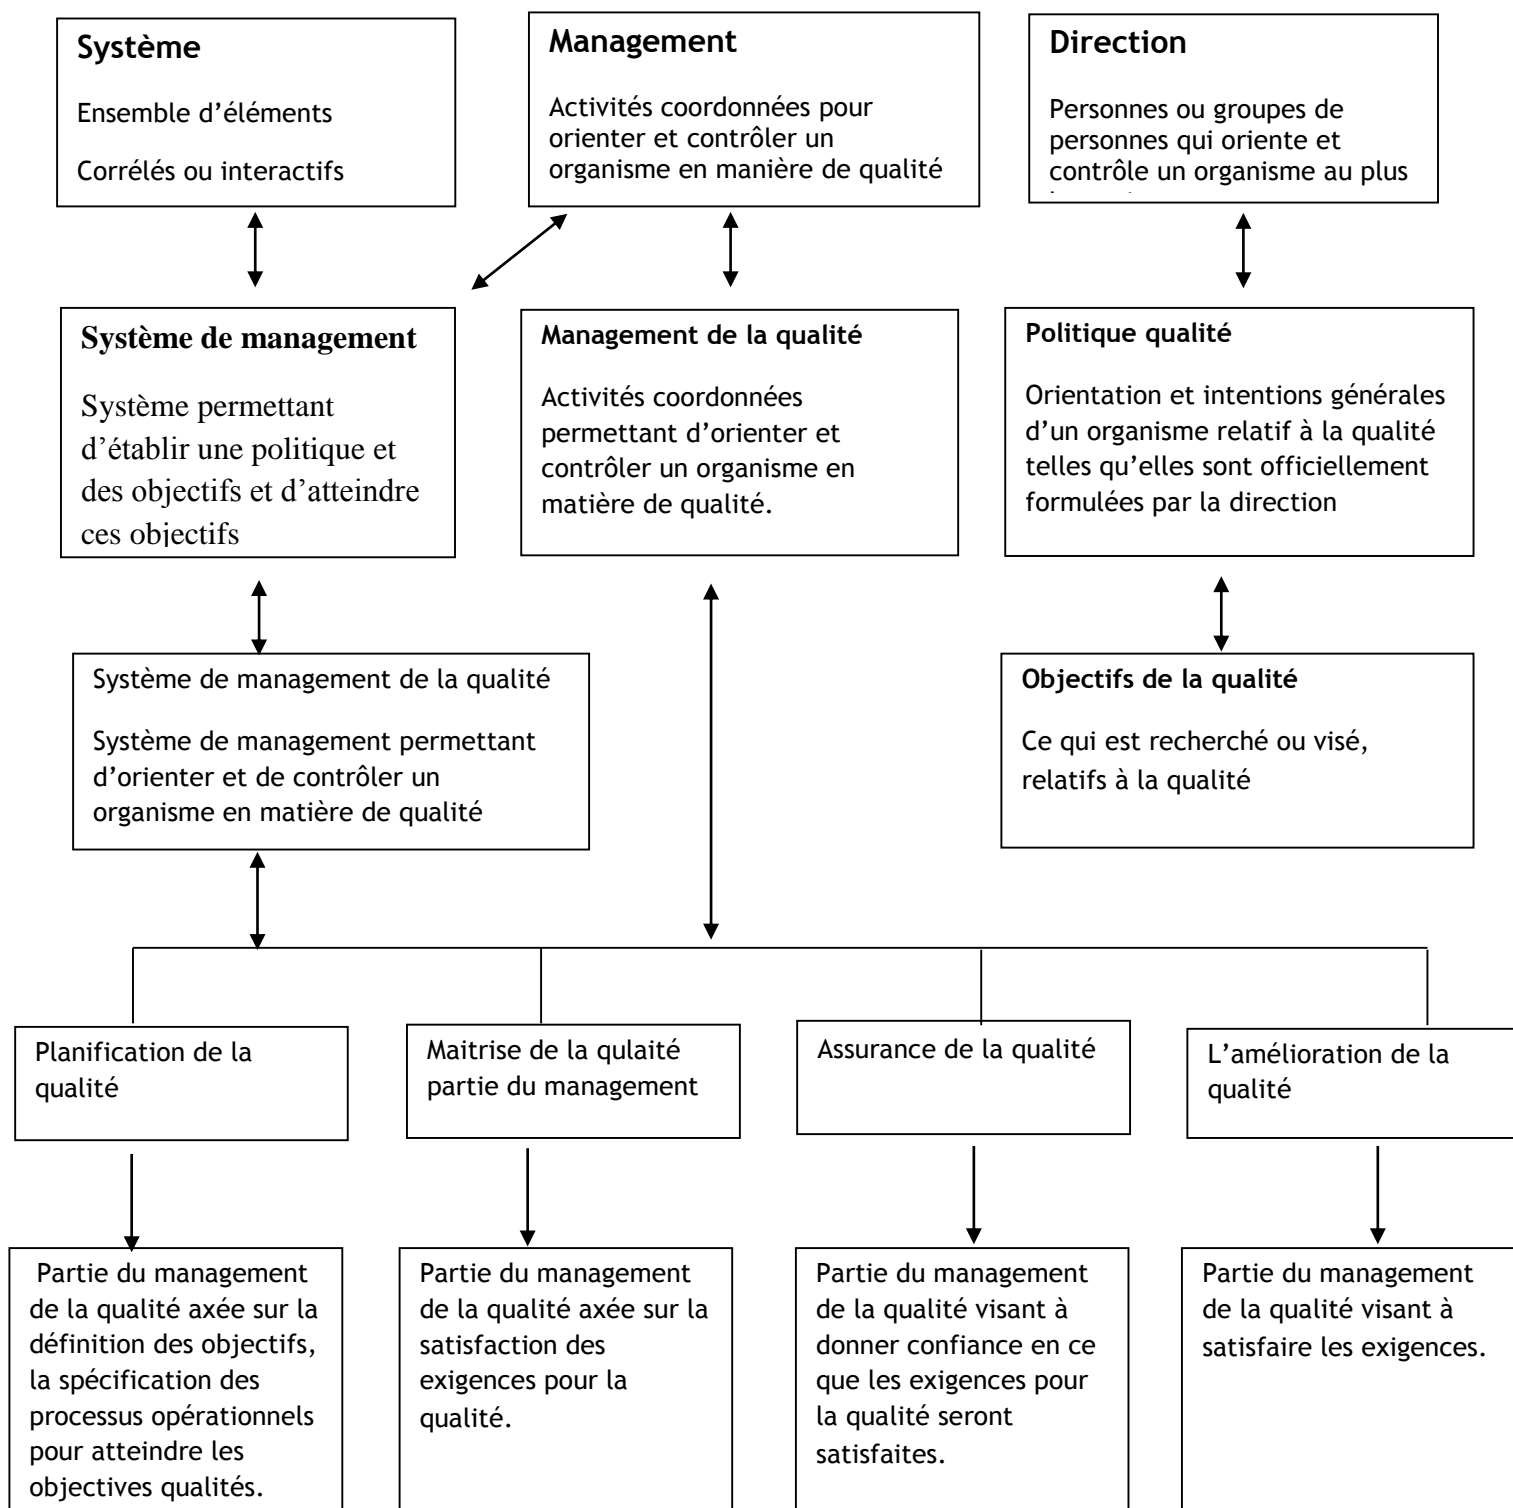 Système
Ensemble d’éléments
Corrélés ou interactifs
Management
Activités coordonnées pour
orienter et contrôler un
organisme en manière de qualité
Direction
Personnes ou groupes de
personnes qui oriente et
contrôle un organisme au plus
Système de management
Système permettant
d’établir une politique et
des objectifs et d’atteindre
ces objectifs
Management de la qualité
Activités coordonnées
permettant d’orienter et
contrôler un organisme en
matière de qualité.
Politique qualité
Orientation et intentions générales
d’un organisme relatif à la qualité
telles qu’elles sont officiellement
formulées par la direction
Système de management de la qualité
Système de management permettant
d’orienter et de contrôler un
organisme en matière de qualité
Objectifs de la qualité
Ce qui est recherché ou visé,
relatifs à la qualité
Planification de la
qualité
Maitrise de la qulaité
partie du management
Assurance de la qualité
L’amélioration de la
qualité
Partie du management
de la qualité axée sur la
définition des objectifs,
la spécification des
processus opérationnels
pour atteindre les
objectives qualités.
Partie du management
de la qualité axée sur la
satisfaction des
exigences pour la
qualité.
Partie du management
de la qualité visant à
donner confiance en ce
que les exigences pour
la qualité seront
satisfaites.
Partie du management
de la qualité visant à
satisfaire les exigences.